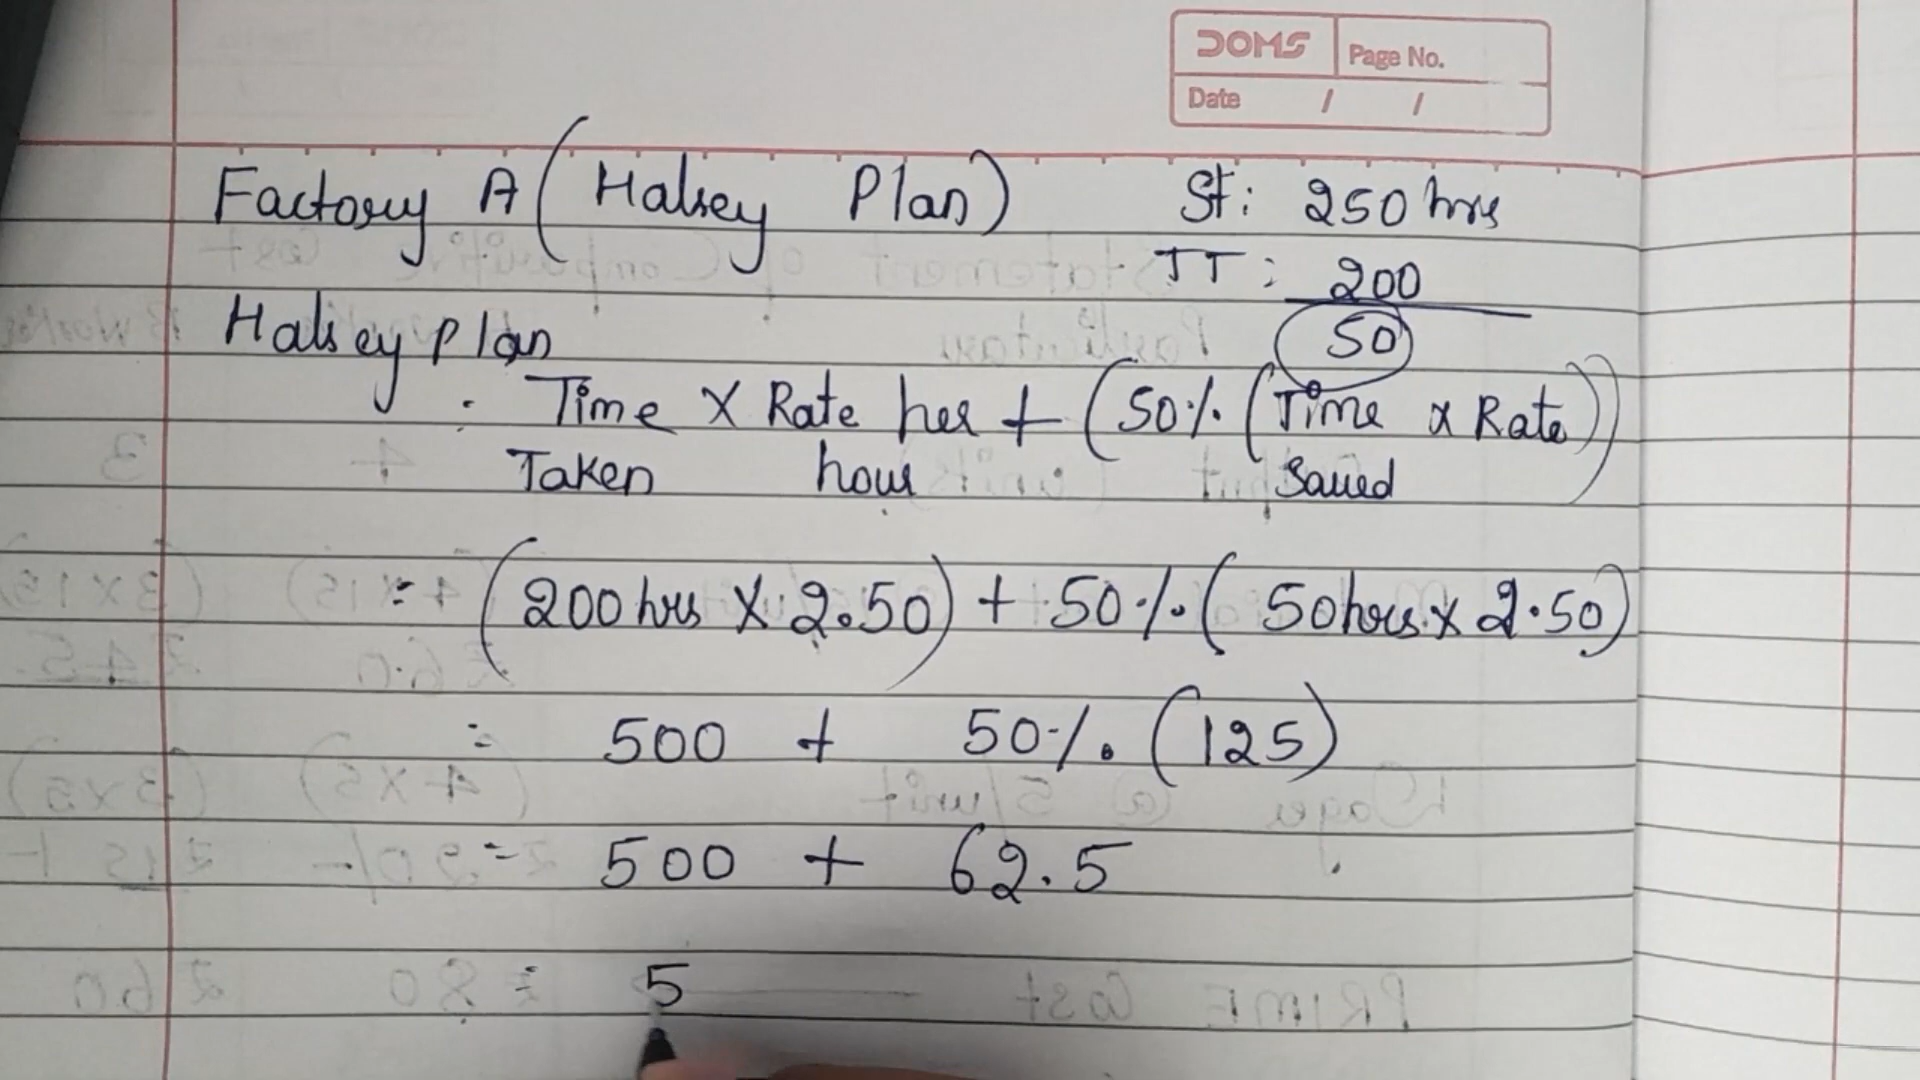 DOMS
Page No.
Date / /
Factory A (Halsey Plan) St: 250 hrs
TT: 200
50
Halsey plan
: Time X Rate per + (50% (Time x Rate))
Taken hour Saved
= (200 hrs X 2.50) + 50% (50 hrs x 2.50)
= 500 + 50% (125)
= 500 + 62.5
= 5